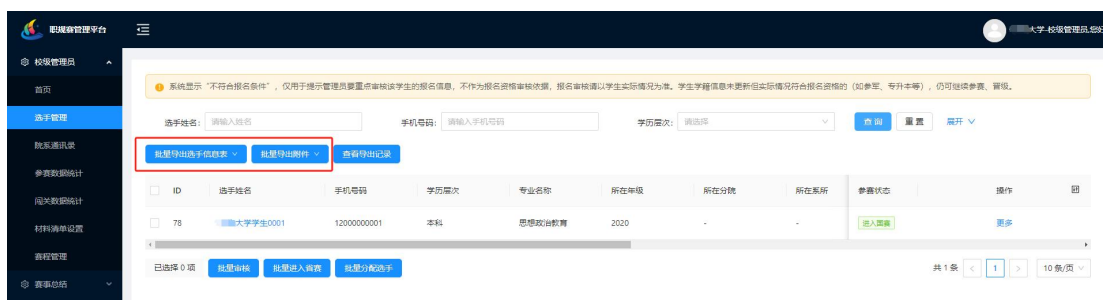 职规赛管理平台
大学-校级管理员,您好
校级管理员
首页
系统显示“不符合报名条件”，仅用于提示管理员要重点审核该学生的报名信息，不作为报名资格审核依据，报名审核请以学生实际情况为准。学生学籍信息未更新但实际情况符合报名资格的（如参军、专升本等），仍可继续参赛、晋级。
选手管理
选手姓名： 请输入姓名 手机号码： 请输入手机号码 学历层次： 请选择 查询 重置 展开
院系通讯录
批量导出选手信息表 批量导出附件 查看导出记录
参赛数据统计
ID 选手姓名 手机号码 学历层次 专业名称 所在年级 所在分院 所在系所 参赛状态 操作
闯关数据统计
78 大学学生0001 12000000001 本科 思想政治教育 2020 - - 进入国赛 更多
材料清单设置
赛程管理
已选择 0 项 批量审核 批量进入省赛 批量分配选手 共 1 条 < 1 > 10 条/页
赛事总结